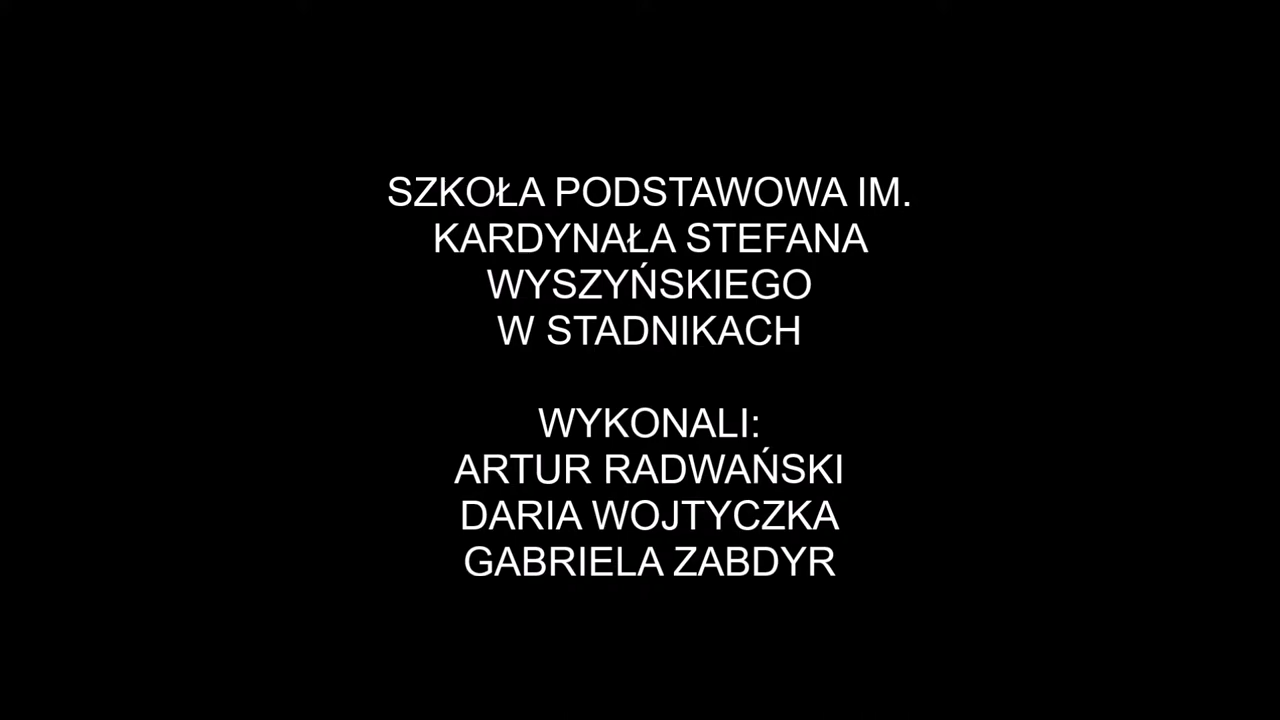 SZKOŁA PODSTAWOWA IM.
KARDYNAŁA STEFANA
WYSZYŃSKIEGO
W STADNIKACH
WYKONALI:
ARTUR RADWAŃSKI
DARIA WOJTYCZKA
GABRIELA ZABDYR